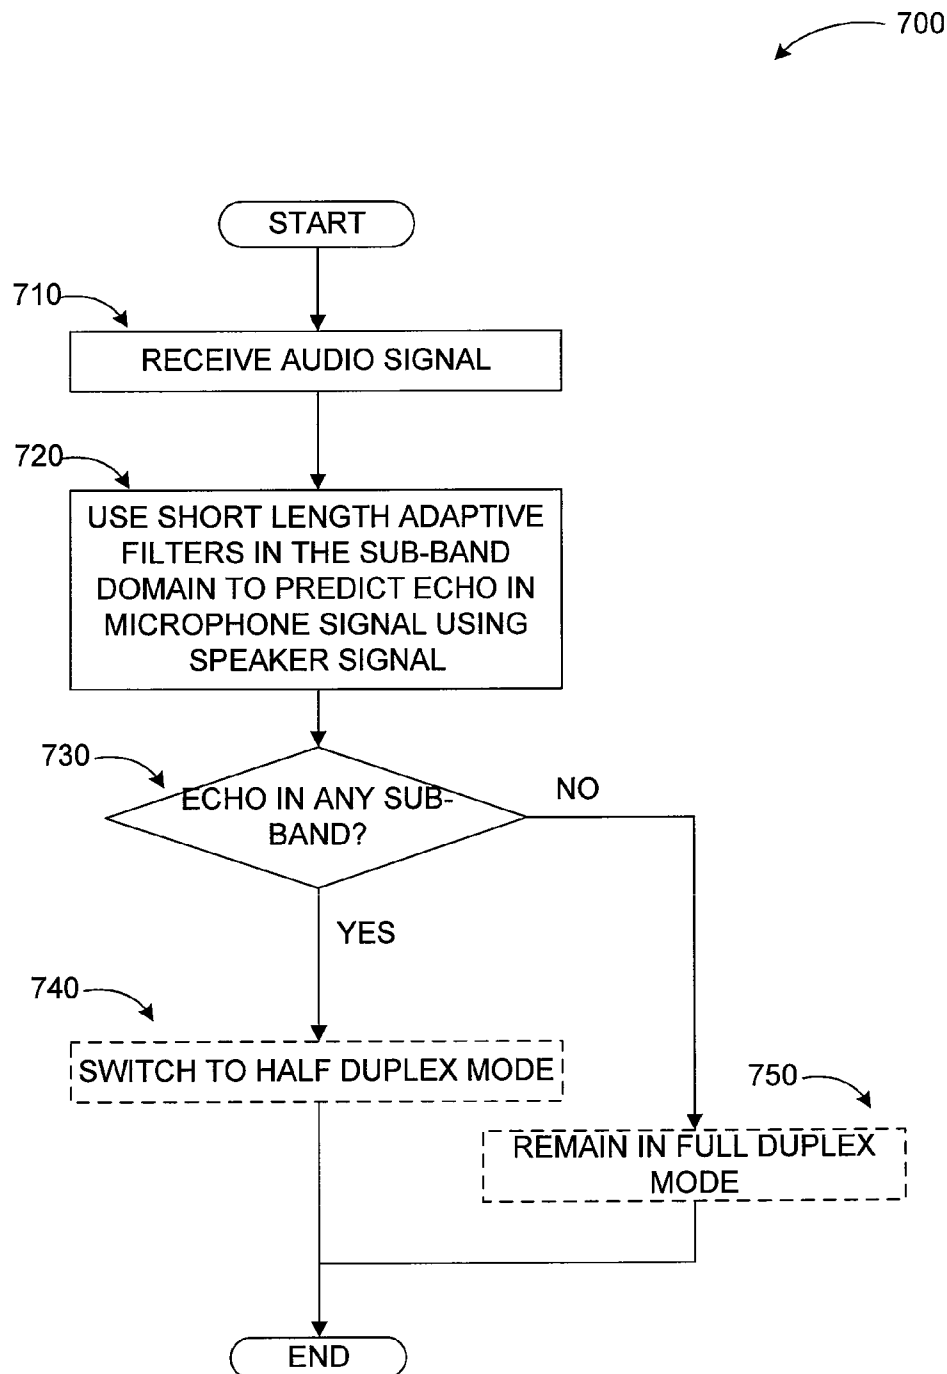 700
START
710
RECEIVE AUDIO SIGNAL
720
USE SHORT LENGTH ADAPTIVE
FILTERS IN THE SUB-BAND
DOMAIN TO PREDICT ECHO IN
MICROPHONE SIGNAL USING
SPEAKER SIGNAL
730
ECHO IN ANY SUB-
BAND?
NO
YES
740
SWITCH TO HALF DUPLEX MODE
750
REMAIN IN FULL DUPLEX
MODE
END